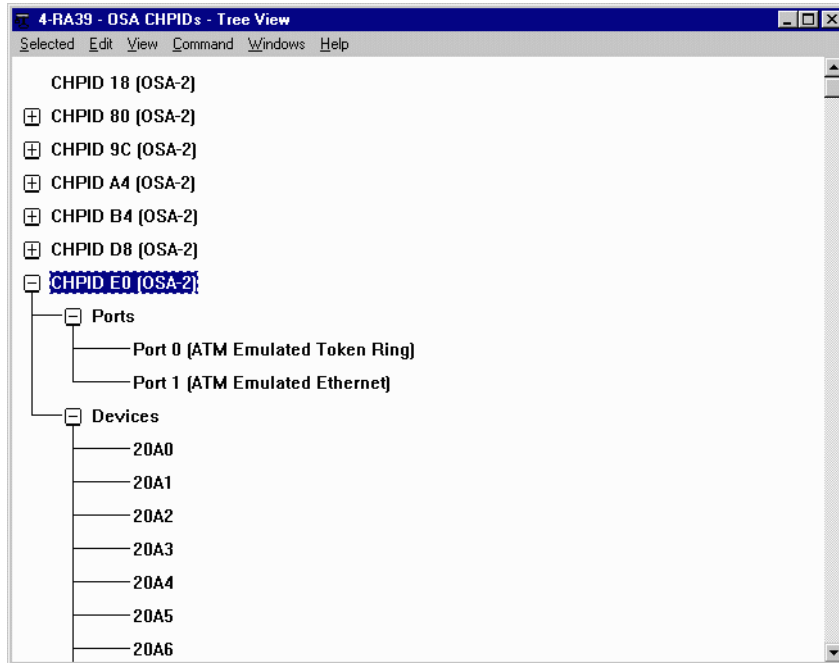 4-RA39 - OSA CHPIDs - Tree View
Selected Edit View Command Windows Help
CHPID 18 (OSA-2)
CHPID 80 (OSA-2)
CHPID 9C (OSA-2)
CHPID A4 (OSA-2)
CHPID B4 (OSA-2)
CHPID D8 (OSA-2)
CHPID E0 (OSA-2)
Ports
Port 0 (ATM Emulated Token Ring)
Port 1 (ATM Emulated Ethernet)
Devices
20A0
20A1
20A2
20A3
20A4
20A5
20A6